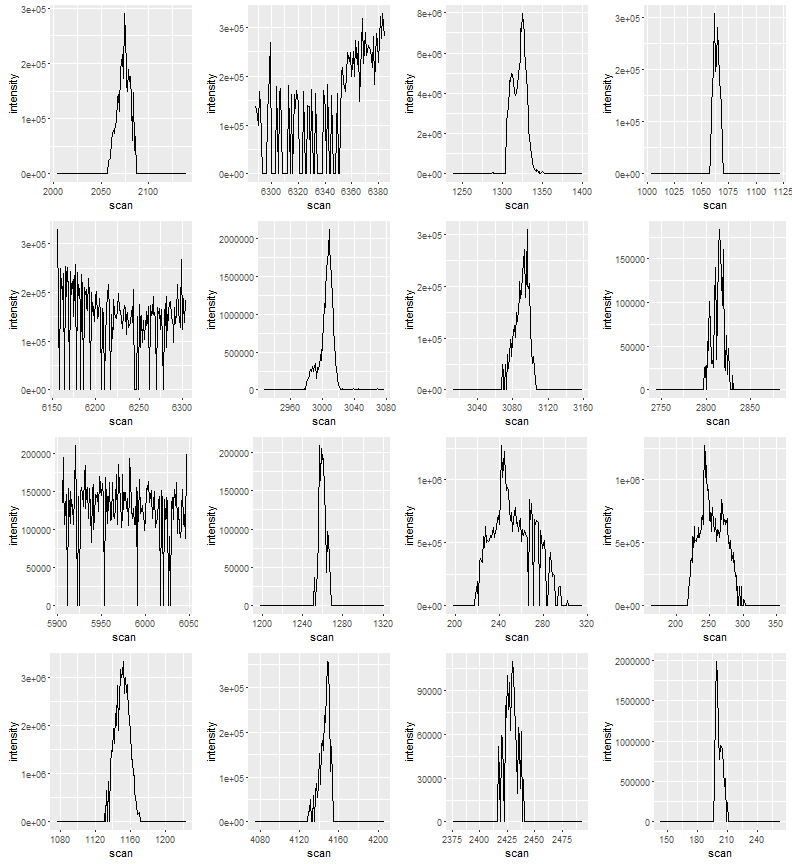 3e+05
2e+05
1e+05
0e+00
intensity
2000
2050
2100
scan
3e+05
2e+05
1e+05
0e+00
intensity
6300
6320
6340
6360
6380
scan
8e+06
6e+06
4e+06
2e+06
0e+00
intensity
1250
1300
1350
1400
scan
3e+05
2e+05
1e+05
0e+00
intensity
1000
1025
1050
1075
1100
1125
scan
3e+05
2e+05
1e+05
0e+00
intensity
6150
6200
6250
6300
scan
2000000
1500000
1000000
500000
0
intensity
2960
3000
3040
3080
scan
3e+05
2e+05
1e+05
0e+00
intensity
3040
3080
3120
3160
scan
150000
100000
50000
0
intensity
2750
2800
2850
scan
200000
150000
100000
50000
0
intensity
5900
5950
6000
6050
scan
200000
150000
100000
50000
0
intensity
1200
1240
1280
1320
scan
1e+06
5e+05
0e+00
intensity
200
240
280
320
scan
1e+06
5e+05
0e+00
intensity
200
250
300
350
scan
3e+06
2e+06
1e+06
0e+00
intensity
1080
1120
1160
1200
scan
3e+05
2e+05
1e+05
0e+00
intensity
4080
4120
4160
4200
scan
90000
60000
30000
0
intensity
2375
2400
2425
2450
2475
scan
2000000
1500000
1000000
500000
0
intensity
150
180
210
240
scan